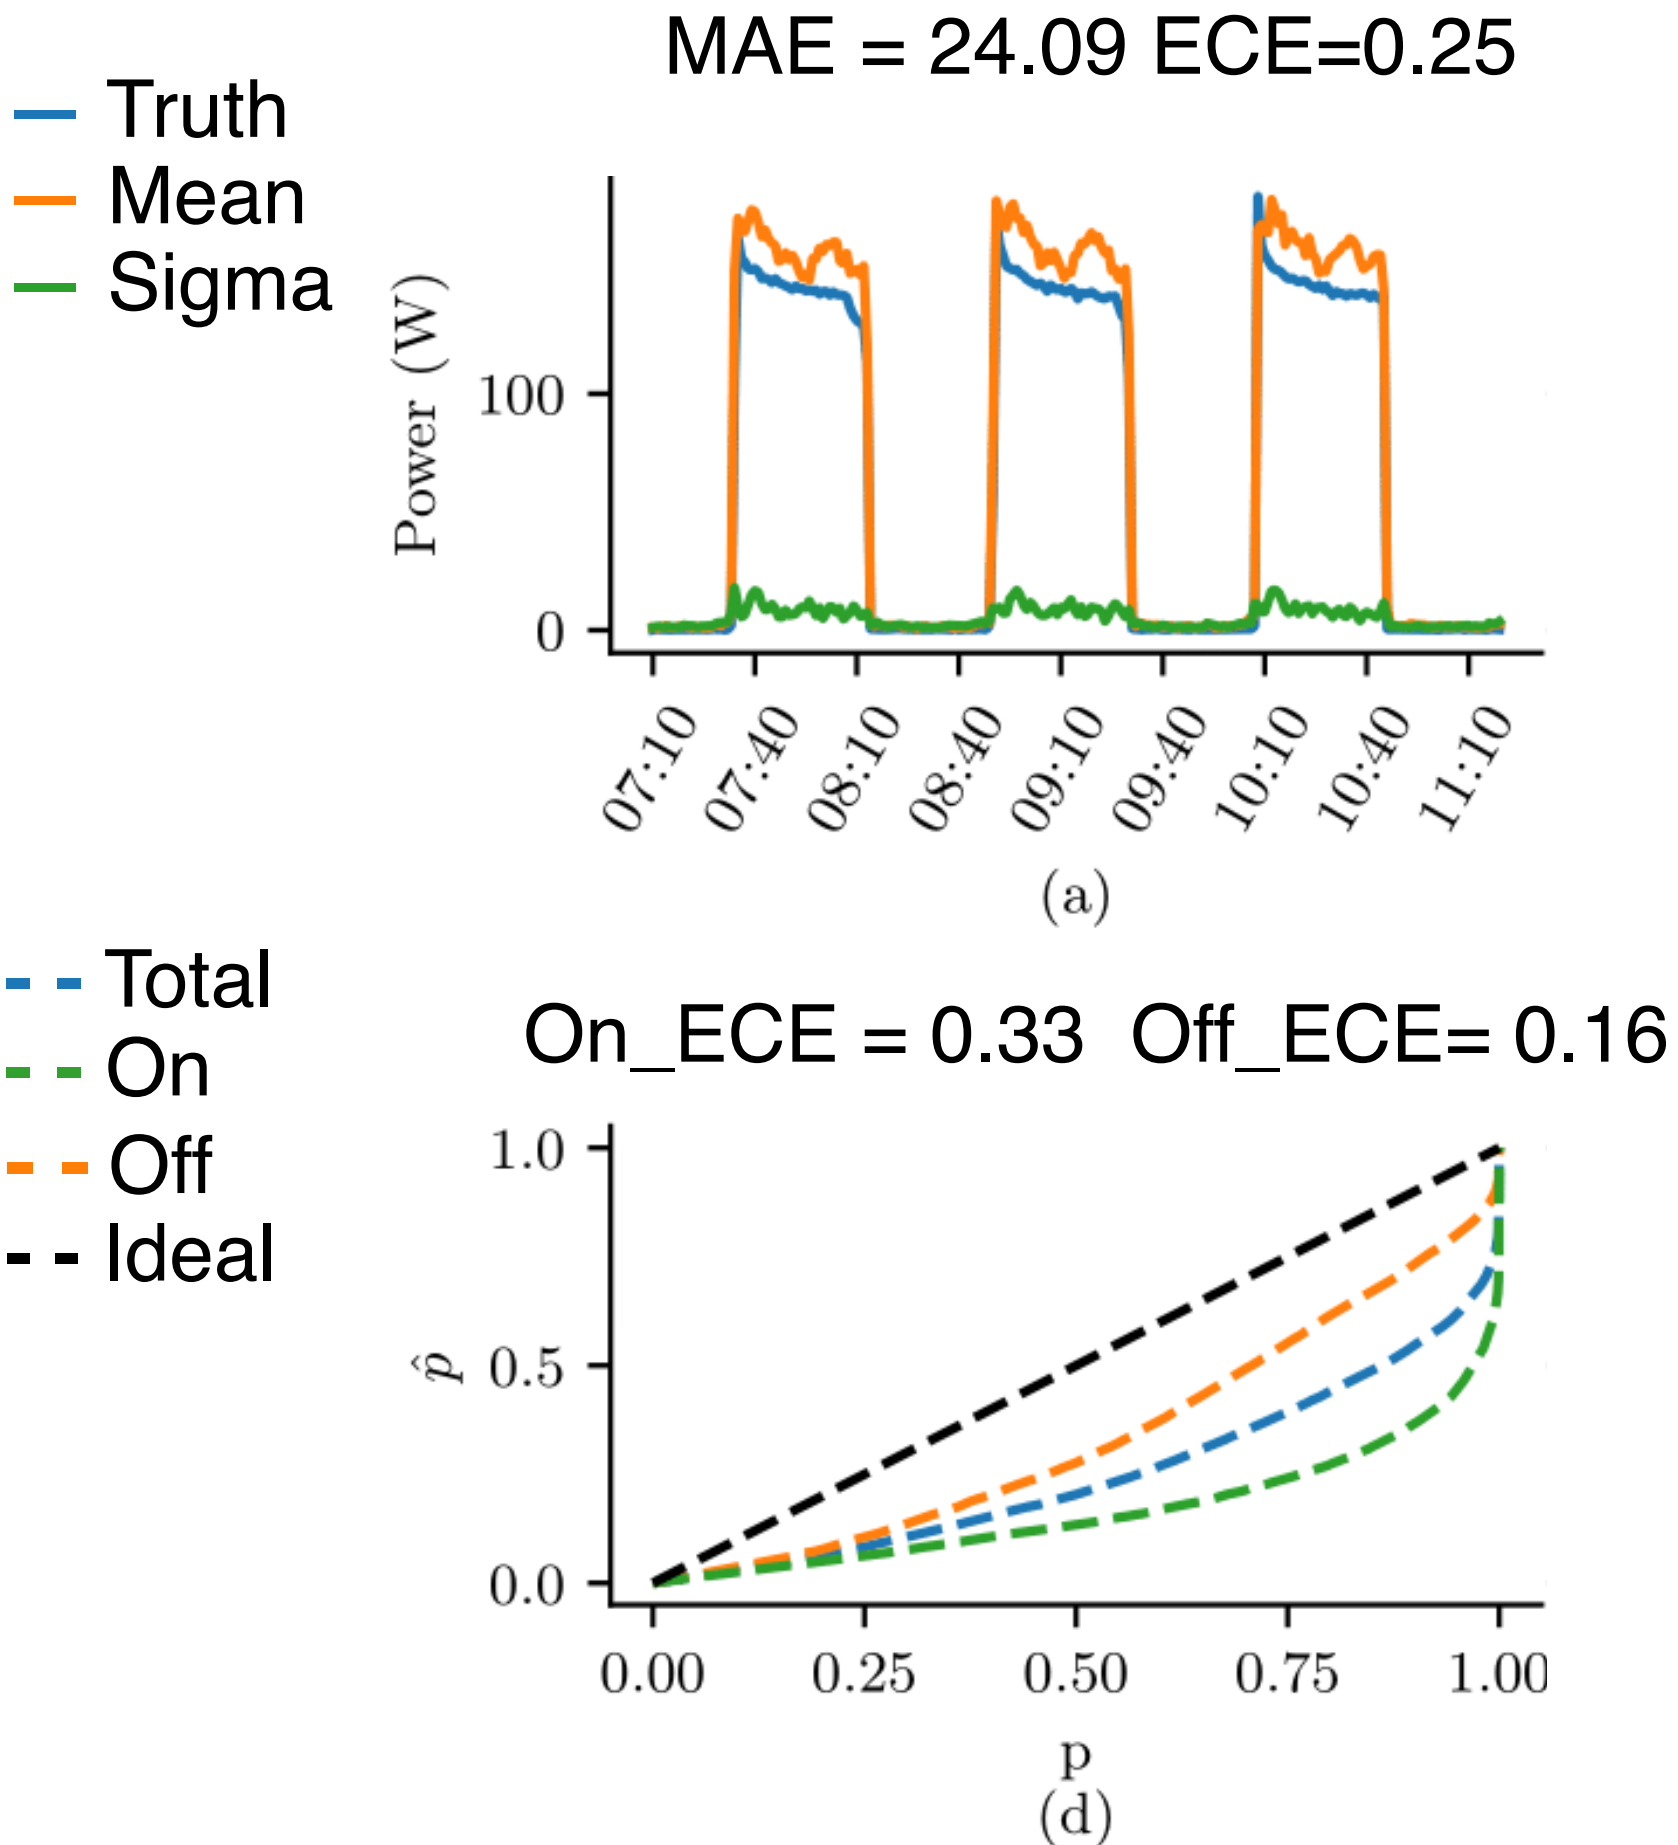 MAE = 24.09 ECE=0.25
Truth
Mean
Sigma
Power (W)
100
0
07:10
07:40
08:10
08:40
09:10
09:40
10:10
10:40
11:10
(a)
Total
On
Off
Ideal
On_ECE = 0.33 Off_ECE= 0.16
p̂
1.0
0.5
0.0
0.00
0.25
0.50
0.75
1.00
p
(d)